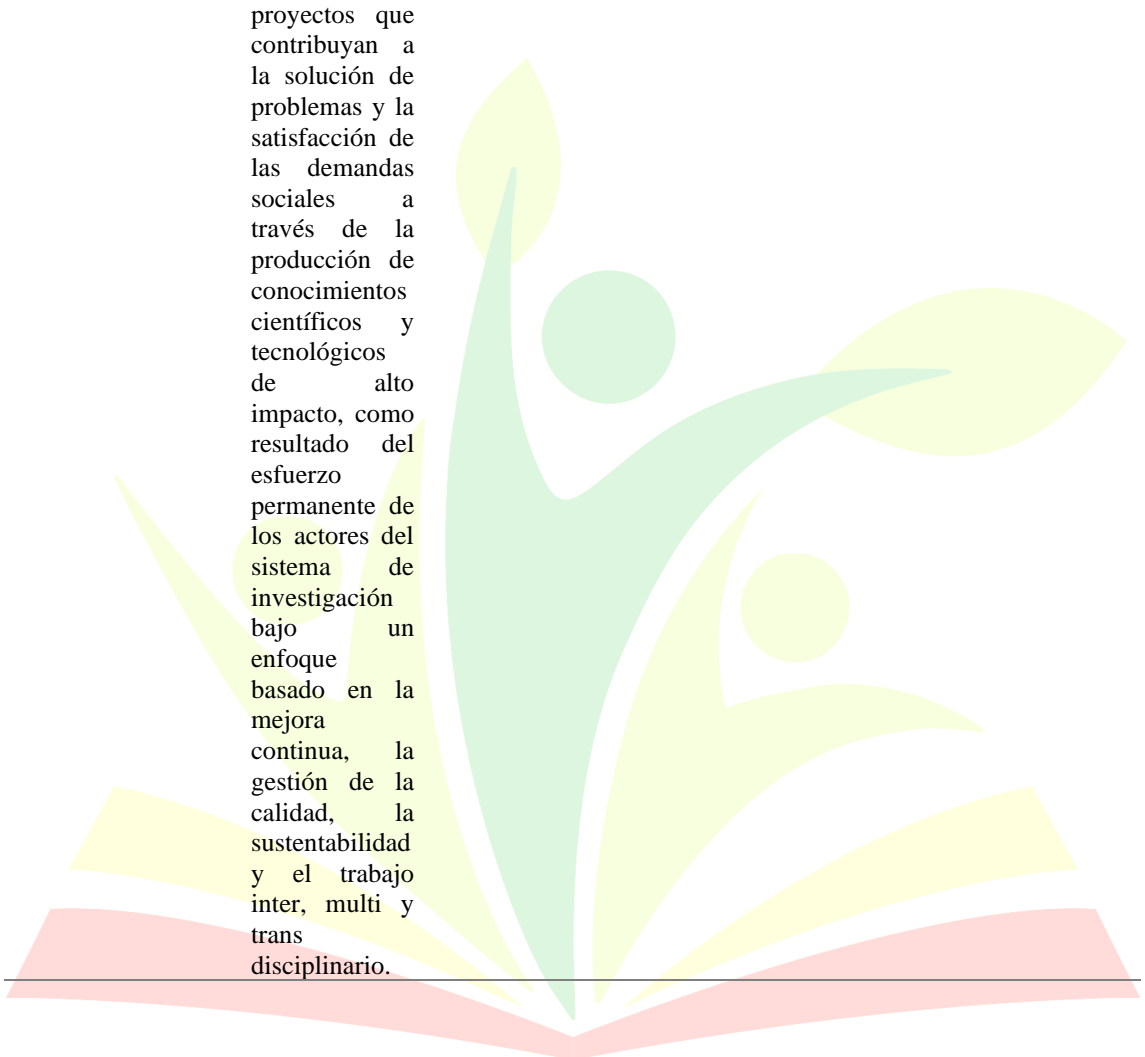 proyectos que
contribuyan a
la solución de
problemas y la
satisfacción de
las demandas
sociales a
través de la
producción de
conocimientos
científicos y
tecnológicos
de alto
impacto, como
resultado del
esfuerzo
permanente de
los actores del
sistema de
investigación
bajo un
enfoque
basado en la
mejora
continua, la
gestión de la
calidad, la
sustentabilidad
y el trabajo
inter, multi y
trans
disciplinario.